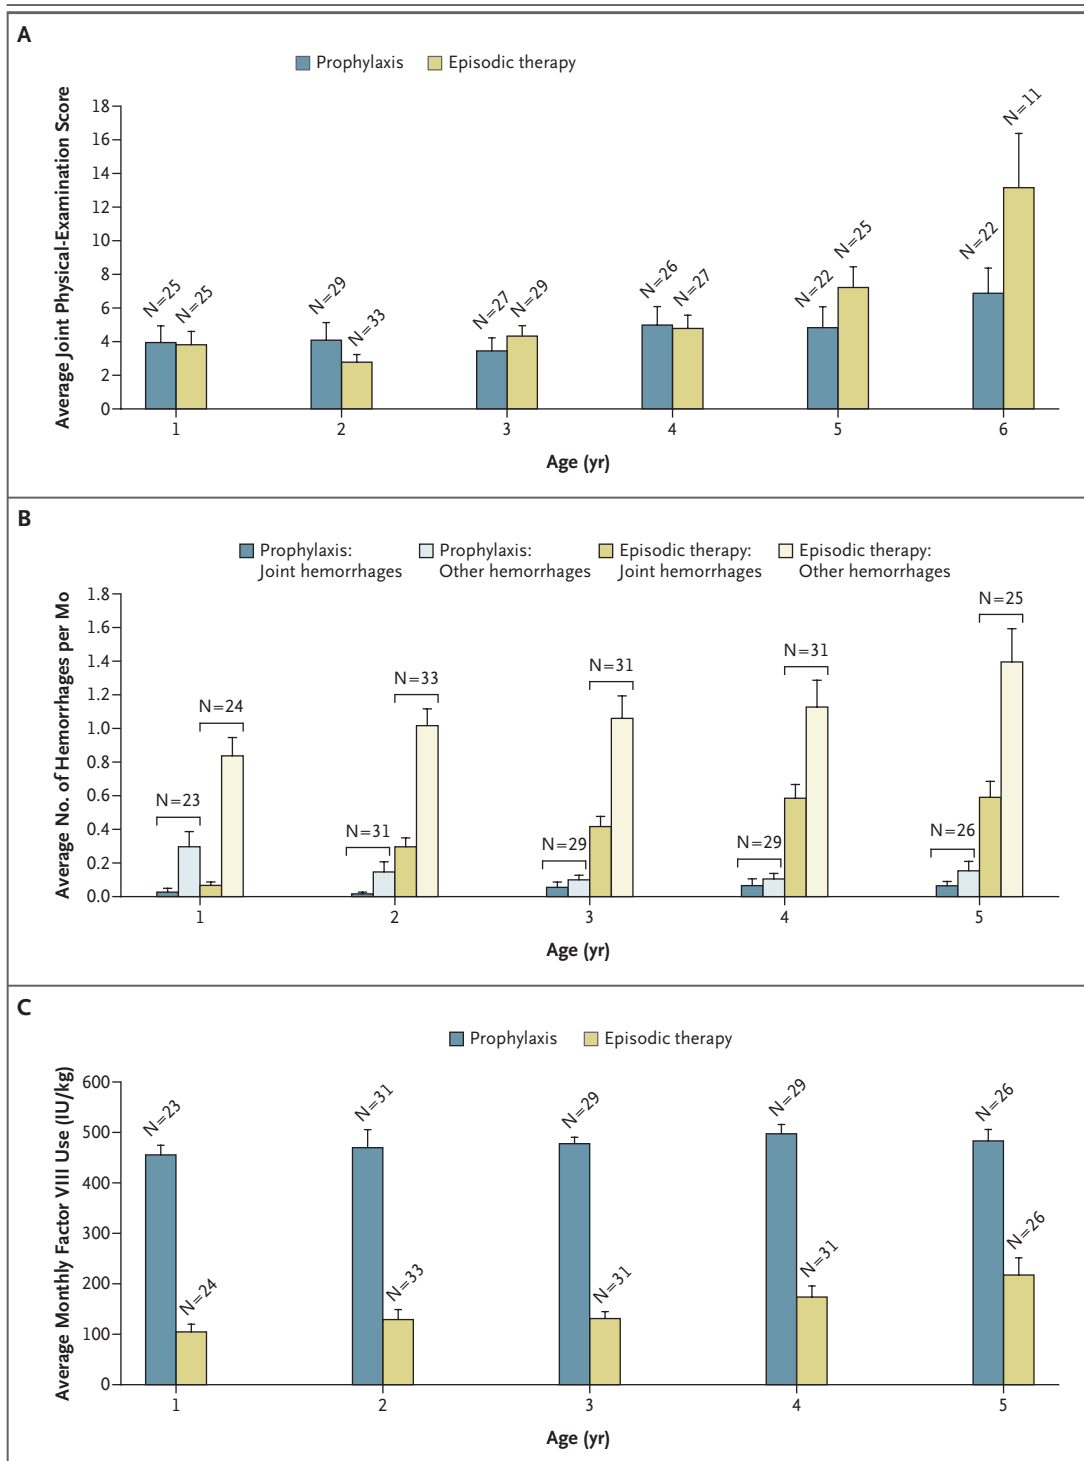 A
Prophylaxis
Episodic therapy
Average Joint Physical-Examination Score
18
16
14
12
10
8
6
4
2
0
N=25
N=25
N=29
N=33
N=27
N=29
N=26
N=27
N=22
N=25
N=22
N=11
1
2
3
4
5
6
Age (yr)
B
Prophylaxis:
Joint hemorrhages
Prophylaxis:
Other hemorrhages
Episodic therapy:
Joint hemorrhages
Episodic therapy:
Other hemorrhages
Average No. of Hemorrhages per Mo
1.8
1.6
1.4
1.2
1.0
0.8
0.6
0.4
0.2
0.0
N=23
N=24
N=31
N=33
N=29
N=31
N=29
N=31
N=26
N=25
1
2
3
4
5
Age (yr)
C
Prophylaxis
Episodic therapy
Average Monthly Factor VIII Use (IU/kg)
600
500
400
300
200
100
0
N=23
N=24
N=31
N=33
N=29
N=31
N=29
N=31
N=26
N=26
1
2
3
4
5
Age (yr)